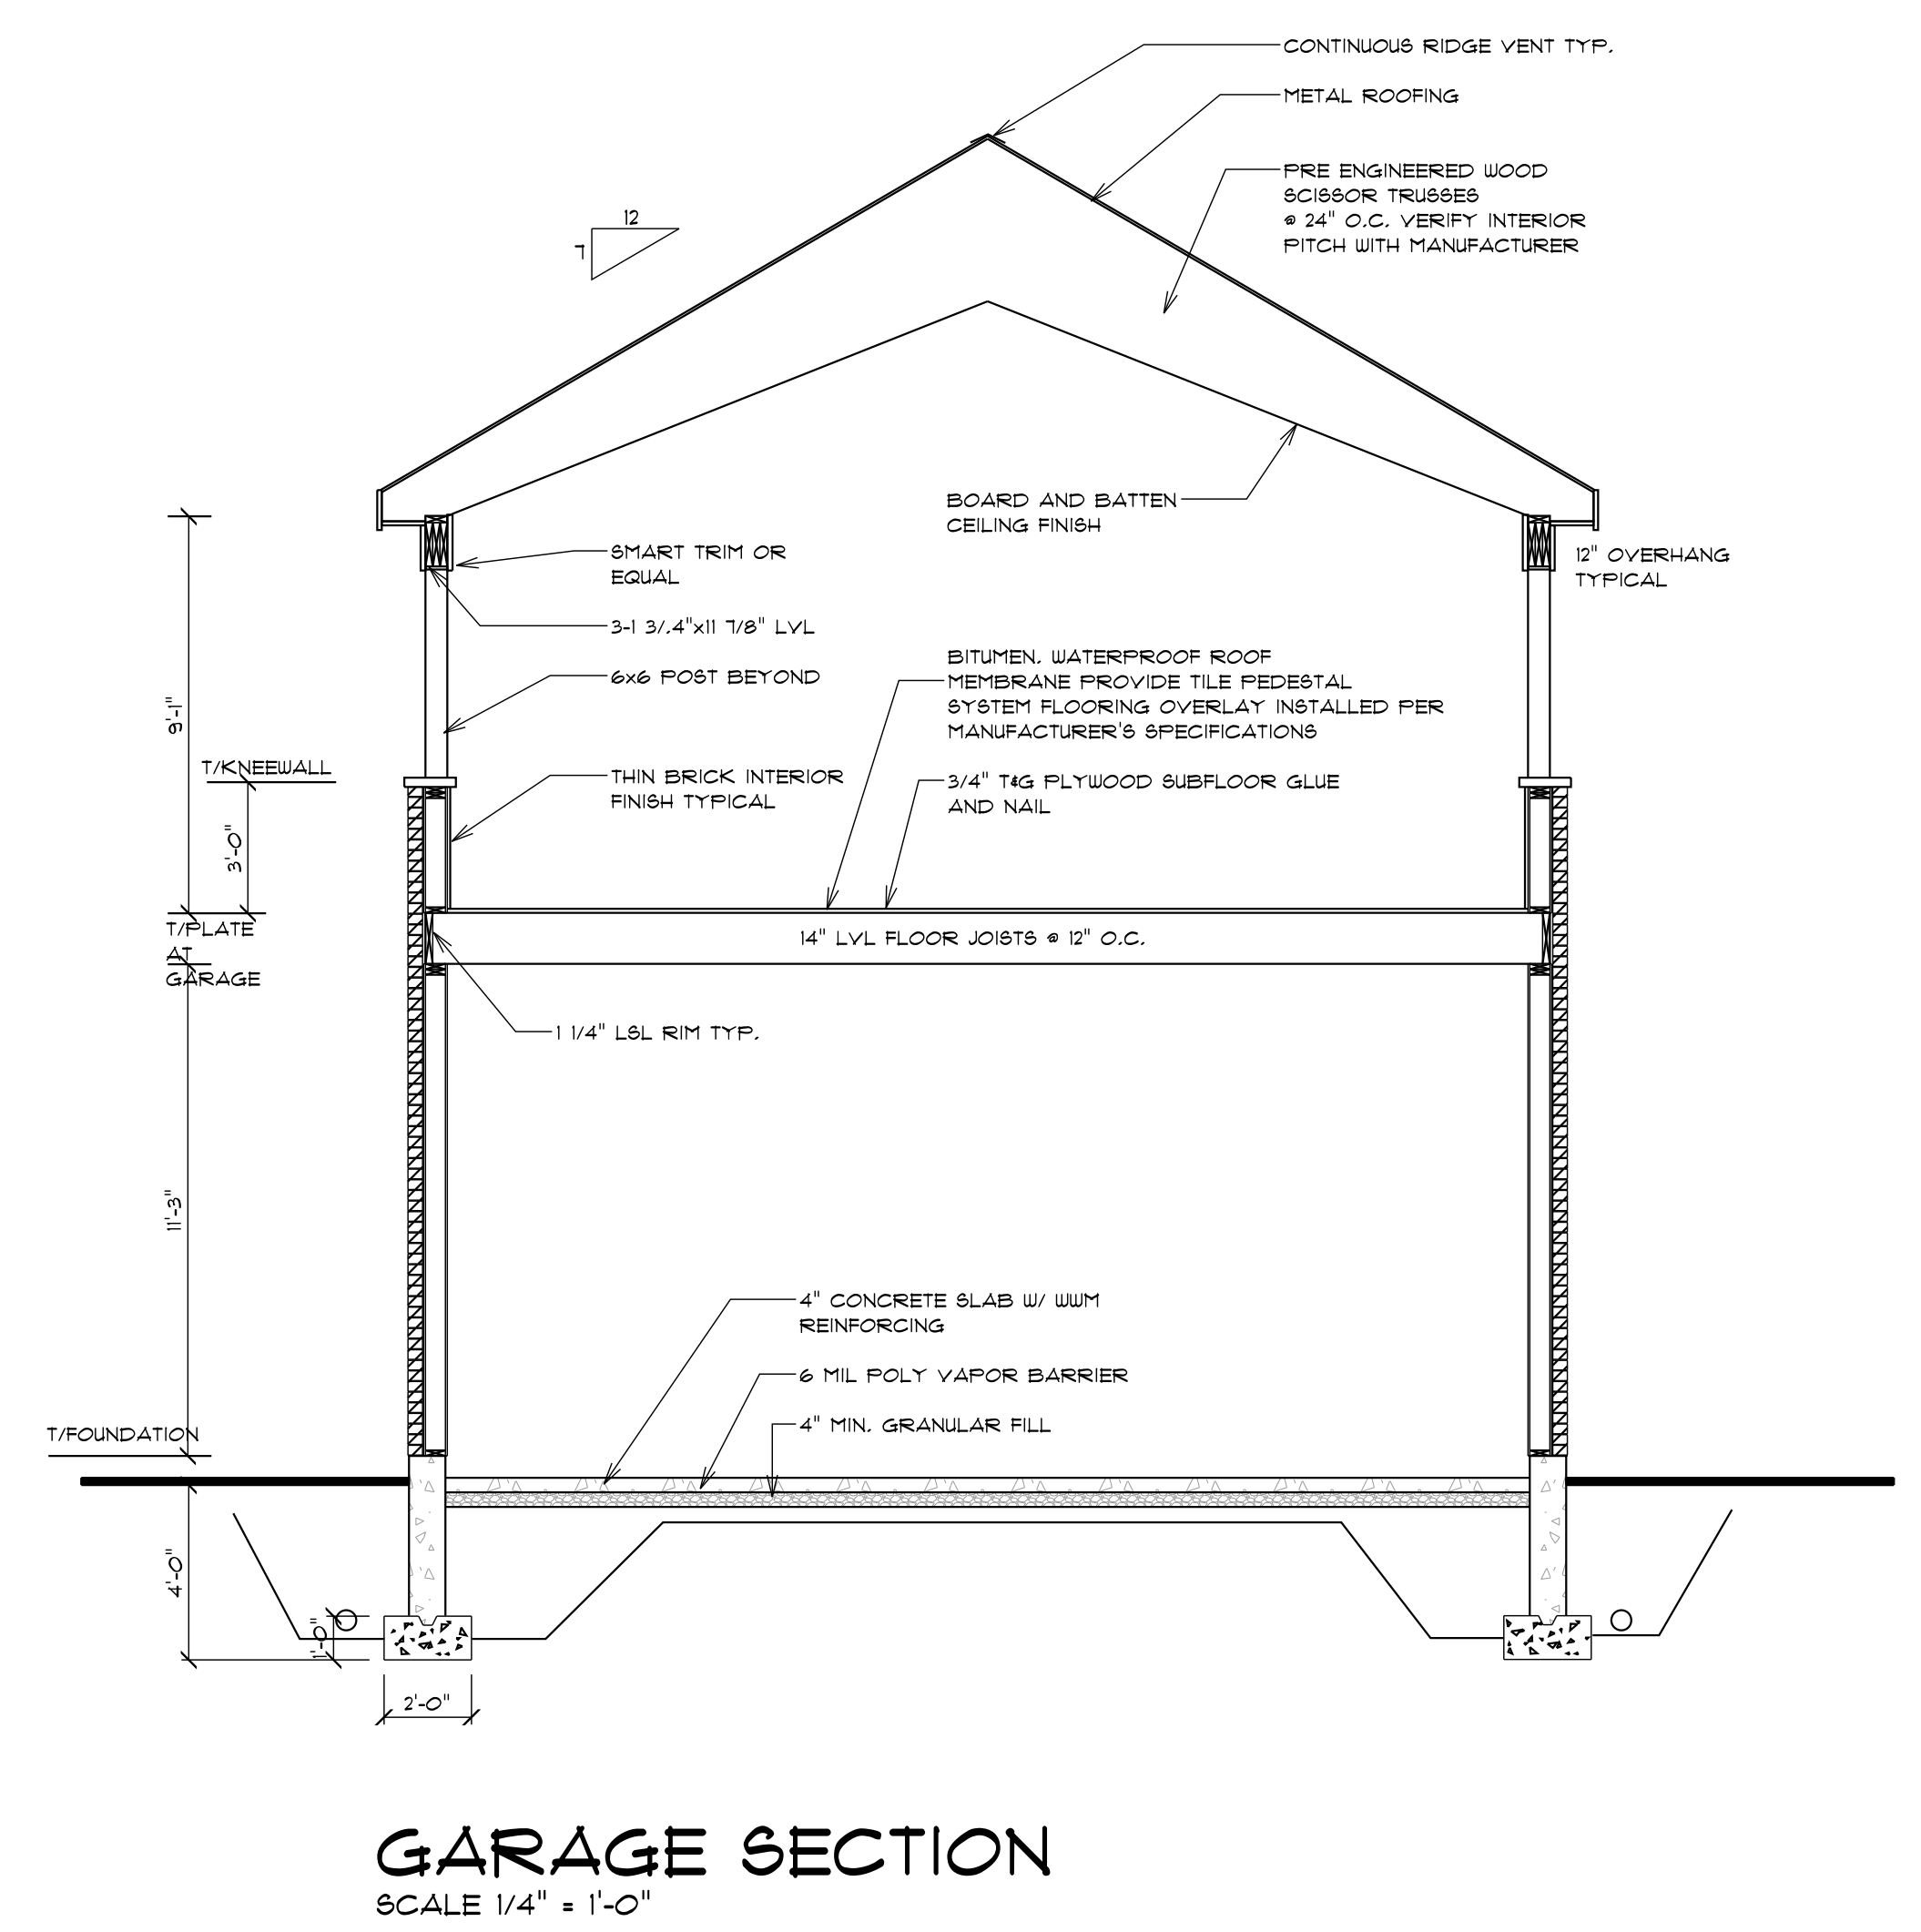 CONTINUOUS RIDGE VENT TYP.
METAL ROOFING
PRE ENGINEERED WOOD
SCISSOR TRUSSES
@ 24" O.C. VERIFY INTERIOR
PITCH WITH MANUFACTURER
12
7
BOARD AND BATTEN
CEILING FINISH
SMART TRIM OR
EQUAL
12" OVERHANG
TYPICAL
3-1 3/.4"x11 7/8" LVL
6x6 POST BEYOND
BITUMEN. WATERPROOF ROOF
MEMBRANE PROVIDE TILE PEDESTAL
SYSTEM FLOORING OVERLAY INSTALLED PER
MANUFACTURER'S SPECIFICATIONS
9'-1"
T/KNEEWALL
THIN BRICK INTERIOR
FINISH TYPICAL
3/4" T&G PLYWOOD SUBFLOOR GLUE
AND NAIL
3'-0"
T/PLATE
AT
GARAGE
14" LVL FLOOR JOISTS @ 12" O.C.
1 1/4" LSL RIM TYP.
11'-3"
4" CONCRETE SLAB W/ WWM
REINFORCING
6 MIL POLY VAPOR BARRIER
4" MIN. GRANULAR FILL
T/FOUNDATION
4'-0"
1'-0"
2'-0"
GARAGE SECTION
SCALE 1/4" = 1'-0"